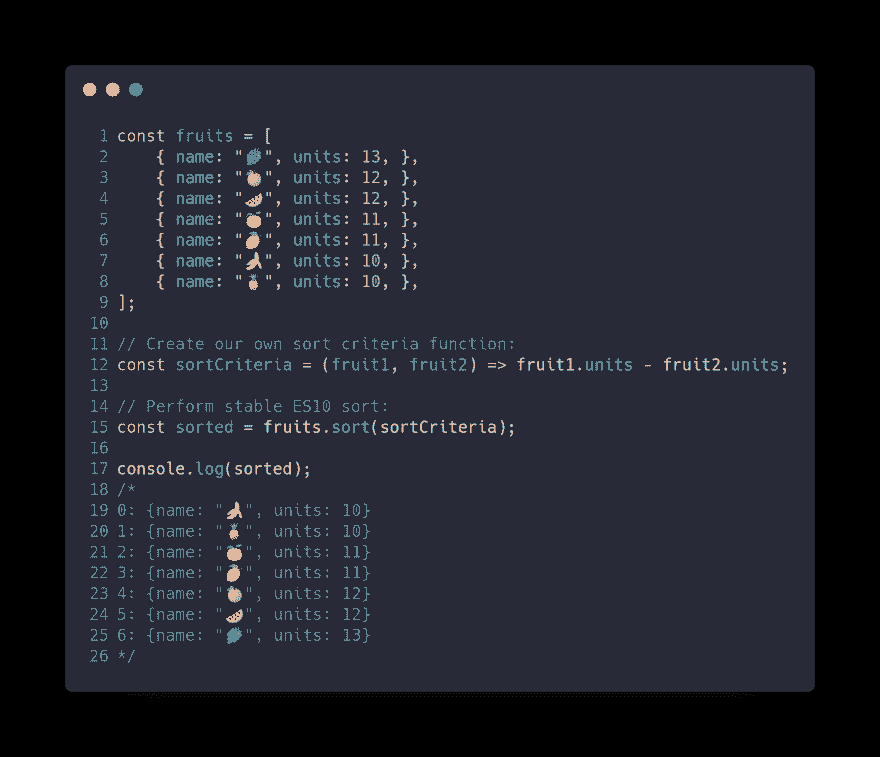 1 const fruits = [
2     { name: "🍓", units: 13, },
3     { name: "🍅", units: 12, },
4     { name: "🍉", units: 12, },
5     { name: "🍑", units: 11, },
6     { name: "🥭", units: 11, },
7     { name: "🍌", units: 10, },
8     { name: "🍍", units: 10, },
9 ];
10
11 // Create our own sort criteria function:
12 const sortCriteria = (fruit1, fruit2) => fruit1.units - fruit2.units;
13
14 // Perform stable ES10 sort:
15 const sorted = fruits.sort(sortCriteria);
16
17 console.log(sorted);
18 /*
19 0: {name: "🍌", units: 10}
20 1: {name: "🍍", units: 10}
21 2: {name: "🍑", units: 11}
22 3: {name: "🥭", units: 11}
23 4: {name: "🍅", units: 12}
24 5: {name: "🍉", units: 12}
25 6: {name: "🍓", units: 13}
26 */